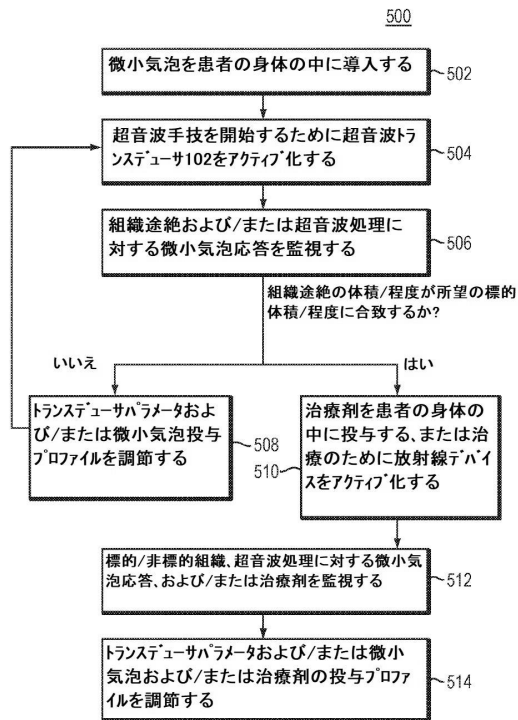 500
微小気泡を患者の身体の中に導入する
502
超音波手技を開始するために超音波トラ
ンスデューサ102をアクティブ化する
504
組織途絶および/または超音波処理に
対する微小気泡応答を監視する
506
組織途絶の体積/程度が所望の標的
体積/程度に合致するか?
いいえ
はい
トランスデューサパラメータおよ
び/または微小気泡投与
プロファイルを調節する
508
治療剤を患者の身体の
中に投与する、または治
療のために放射線デバイ
スをアクティブ化する
510
標的/非標的組織、超音波処理に対する微小気
泡応答、および/または治療剤を監視する
512
トランスデューサパラメータおよび/または微小
気泡および/または治療剤の投与プロファ
イルを調節する
514